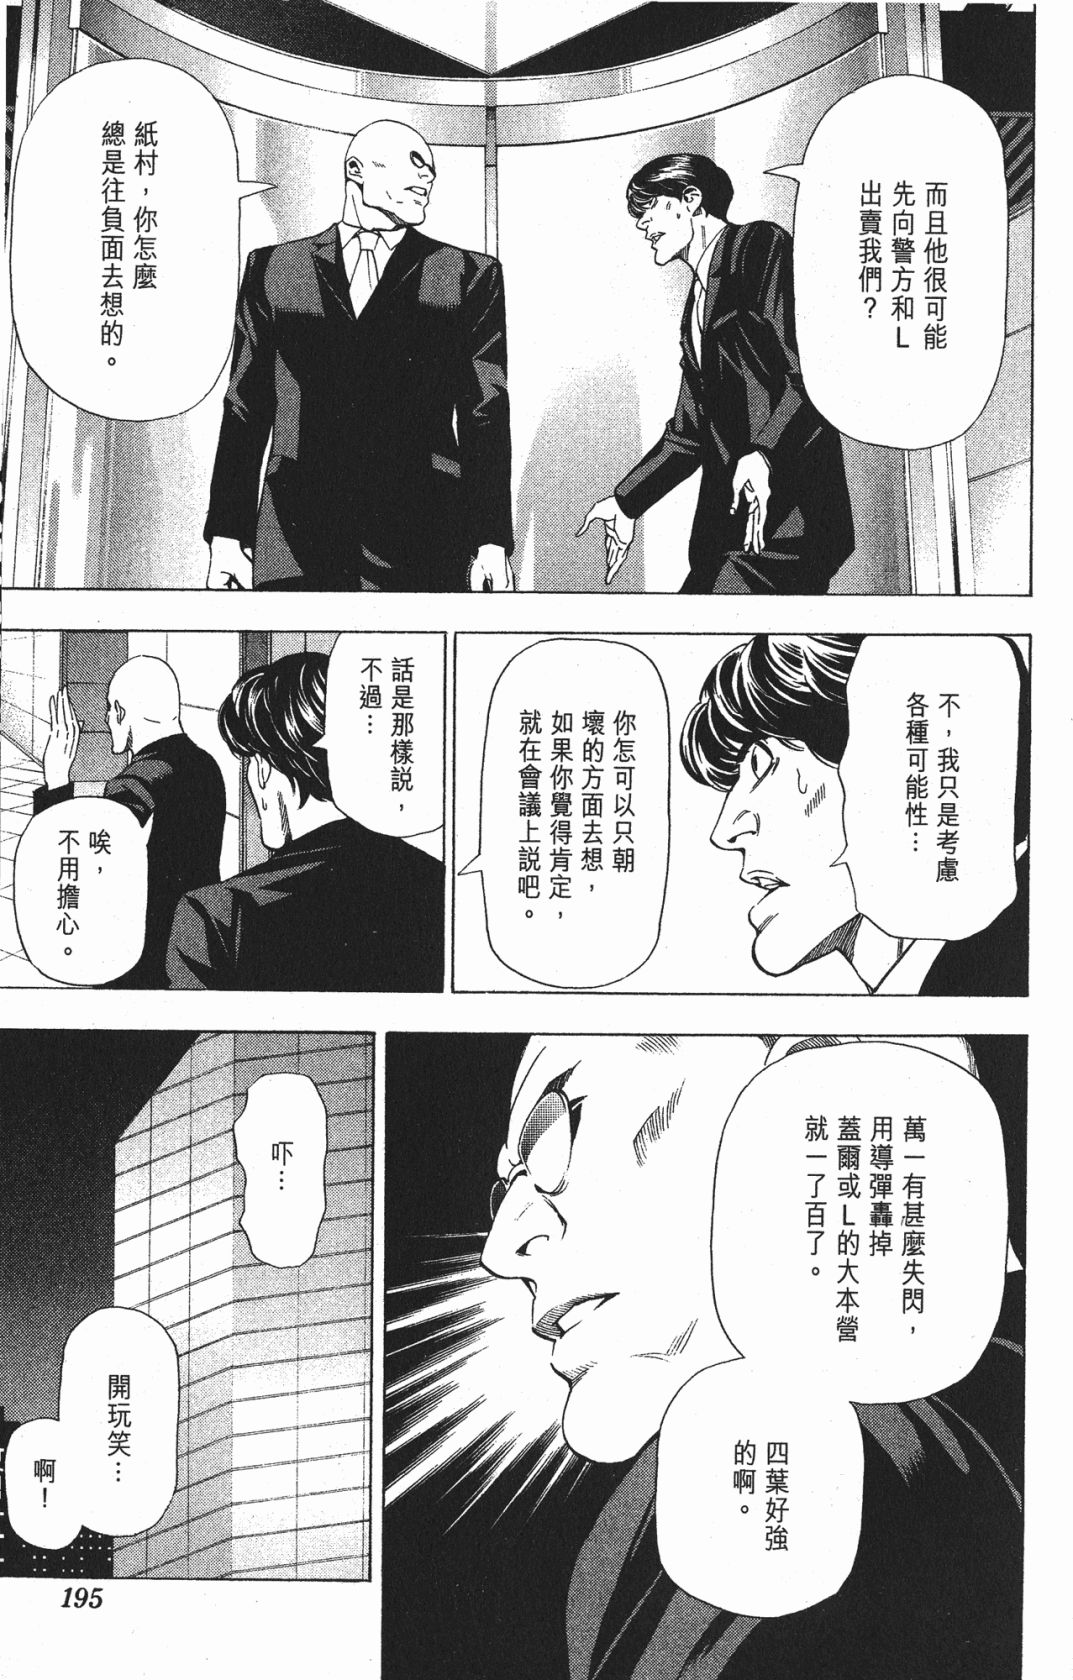 而且他很可能
先向警方和L
出賣我們？
紙村，你怎麼
總是往負面去想的。
不，我只是考慮
各種可能性…
你怎可以只朝
壞的方面去想，
如果你覺得肯定，
就在會議上説吧。
話是那樣説，
不過…
唉，
不用擔心。
萬一有甚麼失閃，
用導彈轟掉
蓋爾或L的大本營
就一了百了。
四葉好強
的啊。
吓…
開玩笑…
啊！
195